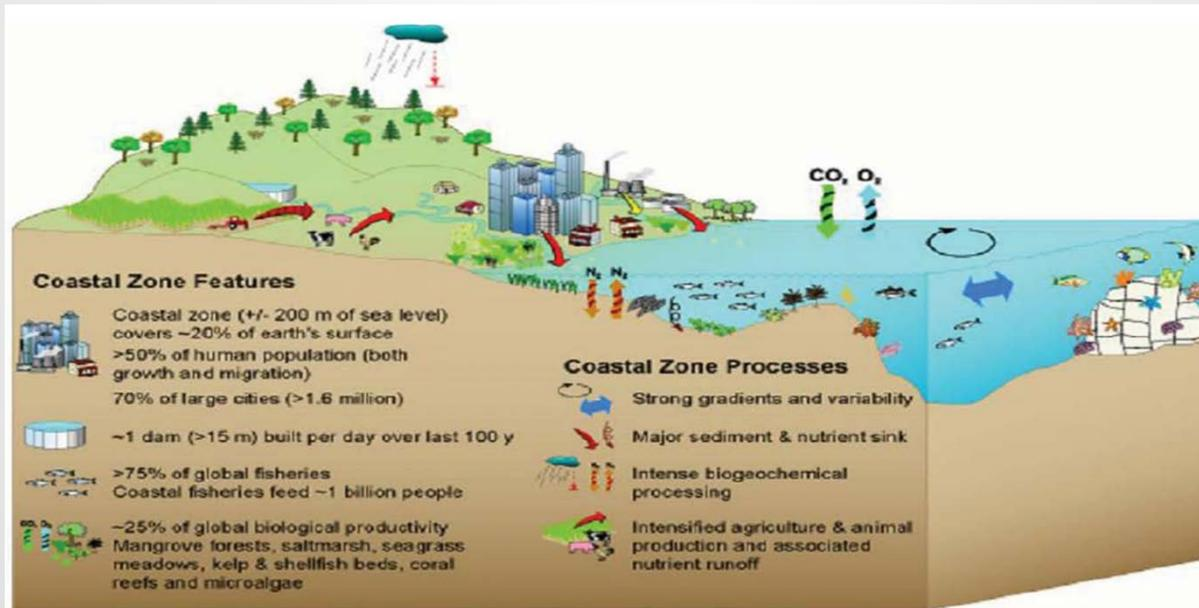 CO₂ O₂
N₂ N₂
Coastal Zone Features
Coastal zone (+/- 200 m of sea level)
covers ~20% of earth's surface
>50% of human population (both
growth and migration)
70% of large cities (>1.6 million)
~1 dam (>15 m) built per day over last 100 y
>75% of global fisheries
Coastal fisheries feed ~1 billion people
~25% of global biological productivity
Mangrove forests, saltmarsh, seagrass
meadows, kelp & shellfish beds, coral
reefs and microalgae
Coastal Zone Processes
Strong gradients and variability
Major sediment & nutrient sink
Intense biogeochemical
processing
Intensified agriculture & animal
production and associated
nutrient runoff